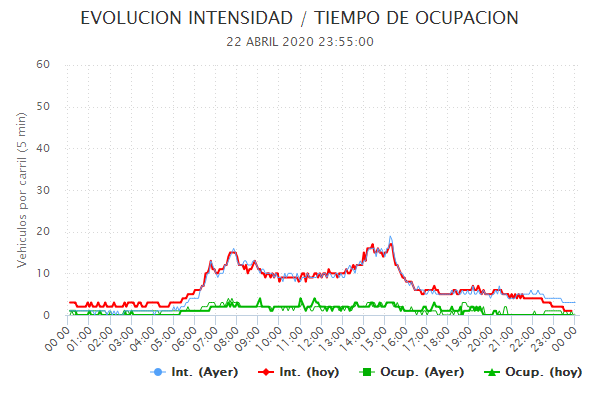 EVOLUCION INTENSIDAD / TIEMPO DE OCUPACION
22 ABRIL 2020 23:55:00
Vehiculos por carril (5 min)
60
50
40
30
20
10
0
00:00 01:00 02:00 03:00 04:00 05:00 06:00 07:00 08:00 09:00 10:00 11:00 12:00 13:00 14:00 15:00 16:00 17:00 18:00 19:00 20:00 21:00 22:00 23:00 00:00
Int. (Ayer) Int. (hoy) Ocup. (Ayer) Ocup. (hoy)